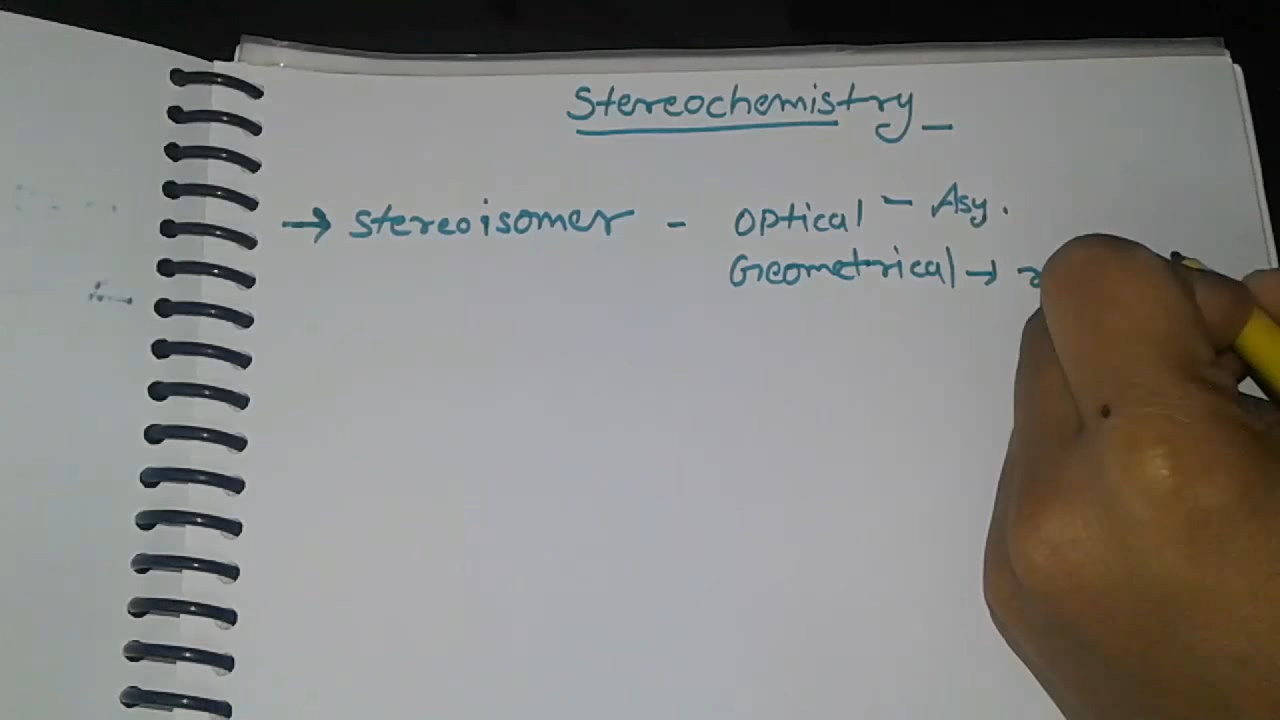 Stereochemistry -
→ stereoisomer - optical - Asy.
Geometrical →